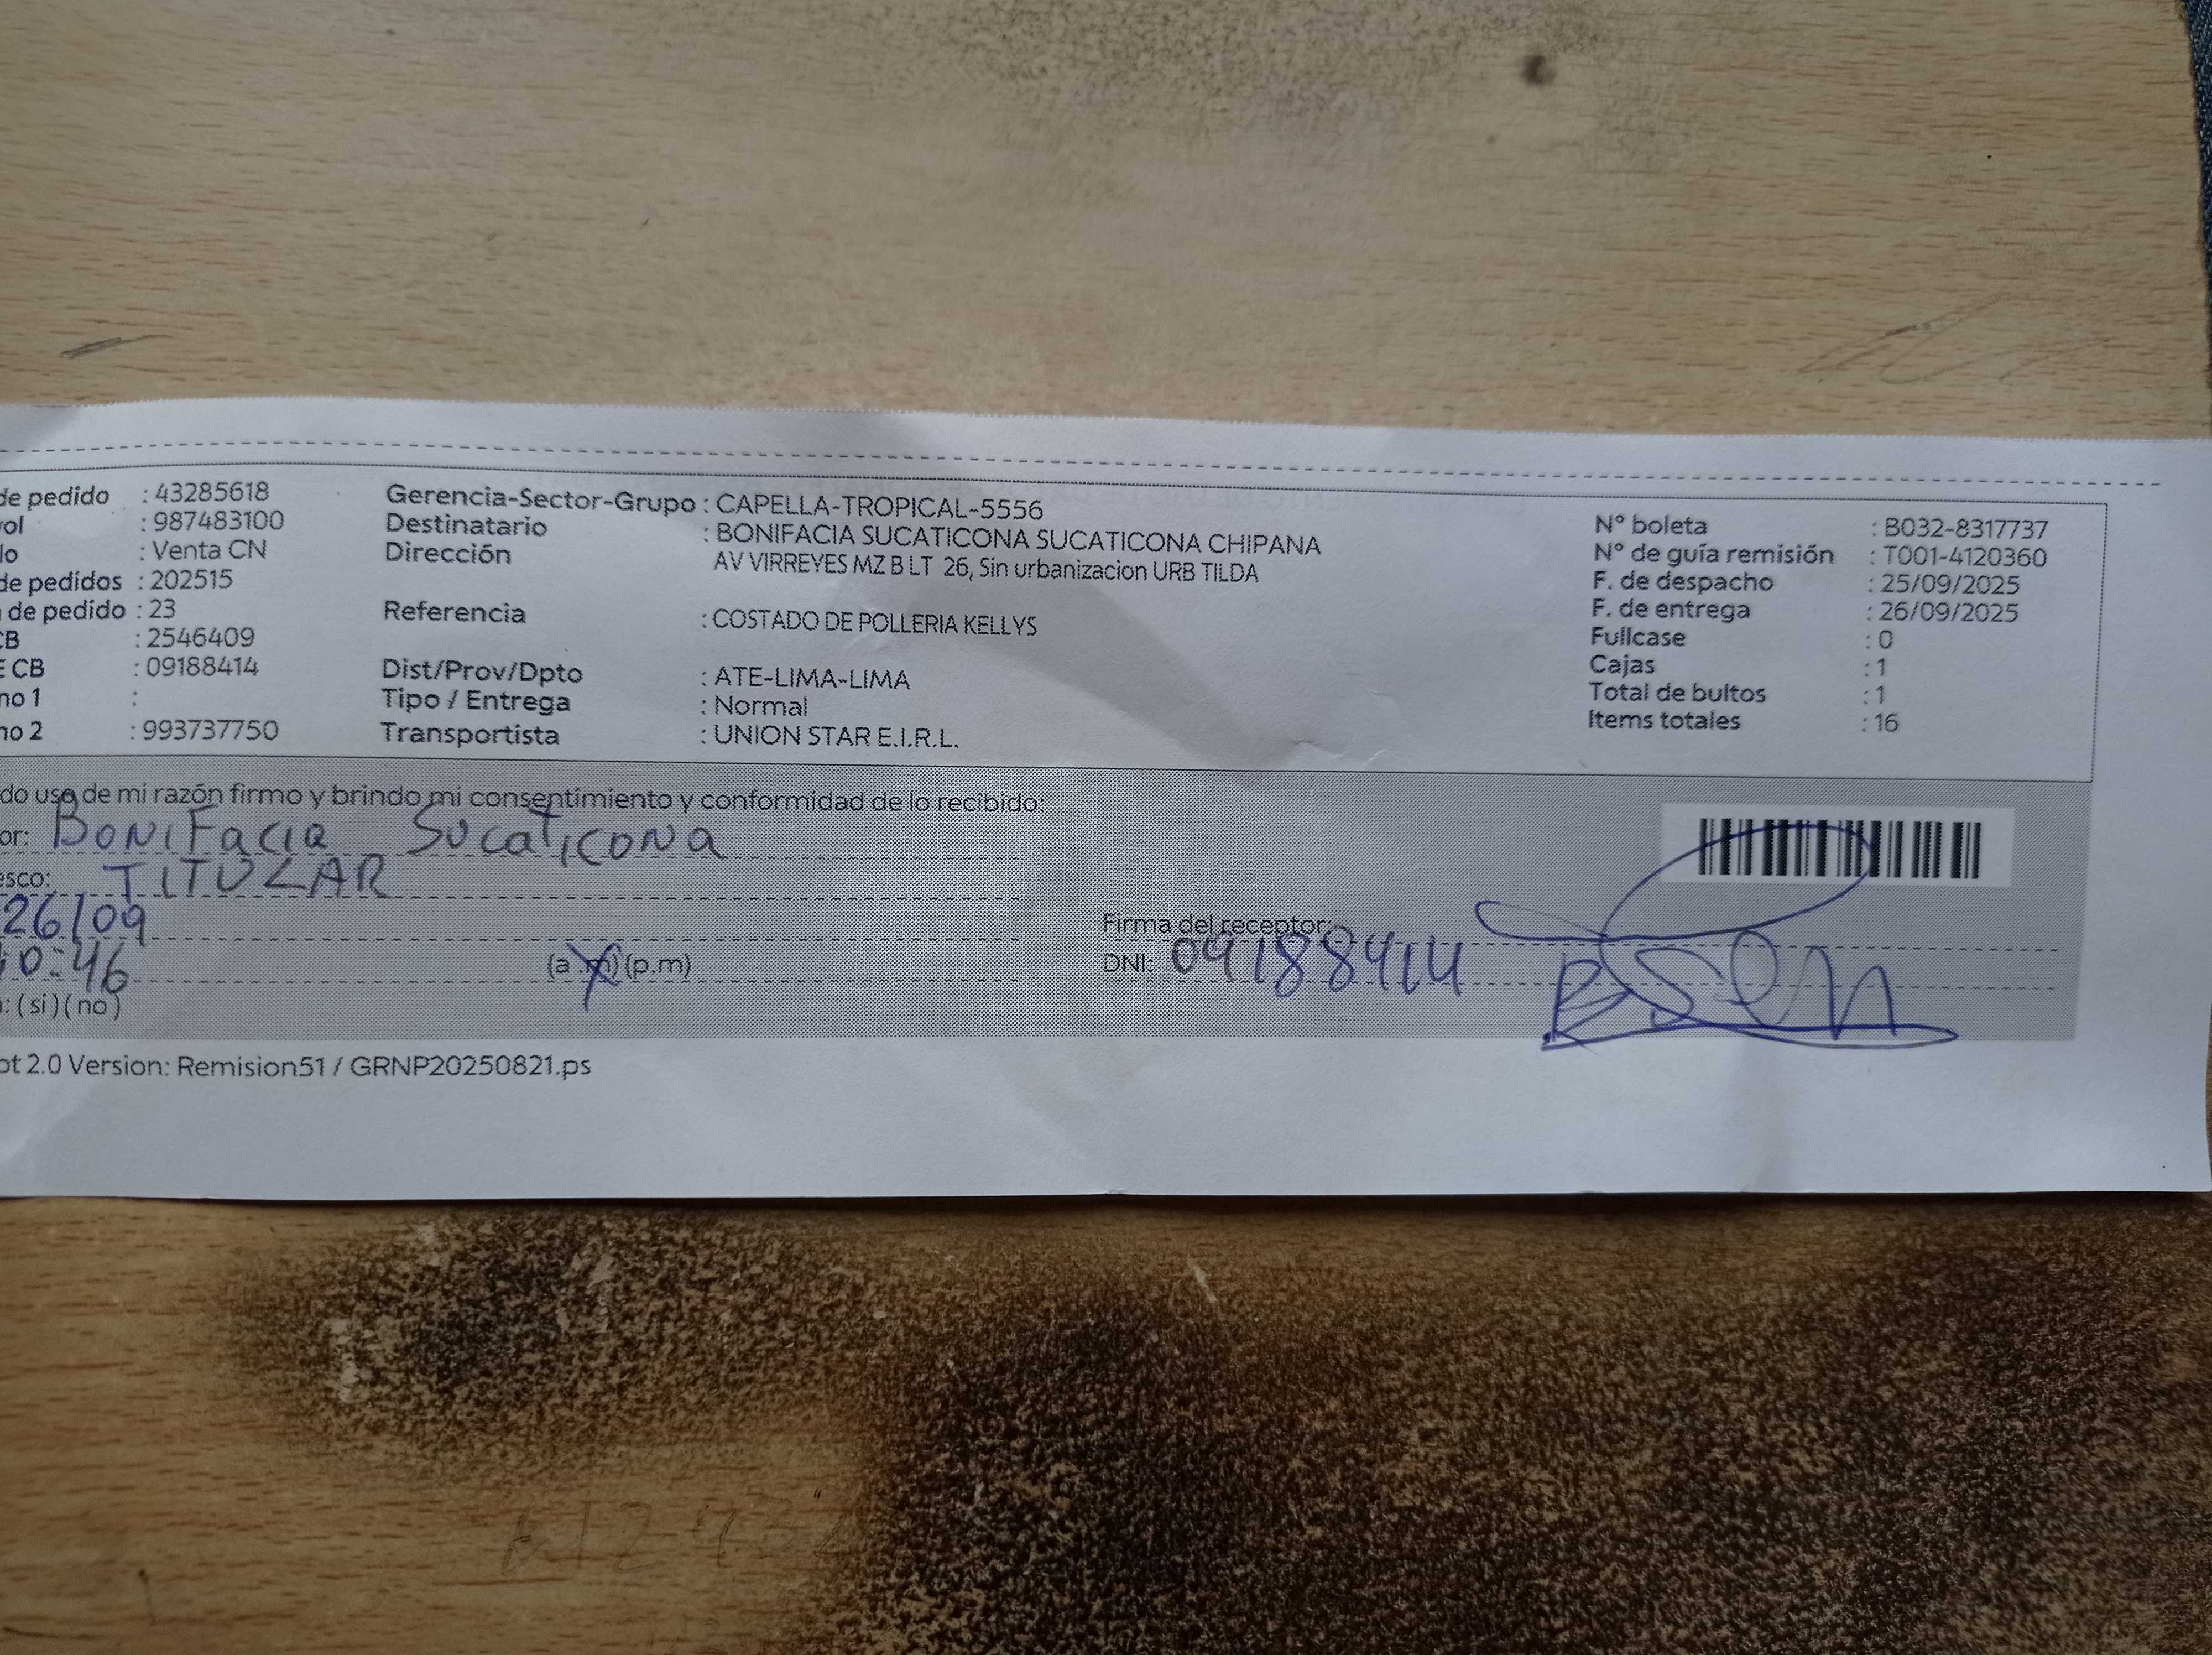 de pedido : 43285618 Gerencia-Sector-Grupo : CAPELLA-TROPICAL-5556 N° boleta : B032-8317737
rol : 987483100 Destinatario : BONIFACIA SUCATICONA SUCATICONA CHIPANA N° de guía remisión : T001-4120360
do : Venta CN Dirección AV VIRREYES MZ B LT 26, Sin urbanizacion URB TILDA F. de despacho : 25/09/2025
de pedidos : 202515 F. de entrega : 26/09/2025
de pedido : 23 Referencia : COSTADO DE POLLERIA KELLYS Fullcase : 0
CB : 2546409 Cajas : 1
E CB : 09188414 Dist/Prov/Dpto : ATE-LIMA-LIMA Total de bultos : 1
no 1 : Tipo / Entrega : Normal Items totales : 16
no 2 : 993737750 Transportista : UNION STAR E.I.R.L.
do uso de mi razón firmo y brindo mi consentimiento y conformidad de lo recibido:
or: BONIFacia SucaTicona
esco: TITULAR
26/09 Firma del receptor:
10:46 (a.m) (p.m) DNI: 09188414
: (si) (no)
pt 2.0 Version: Remision51 / GRNP20250821.ps